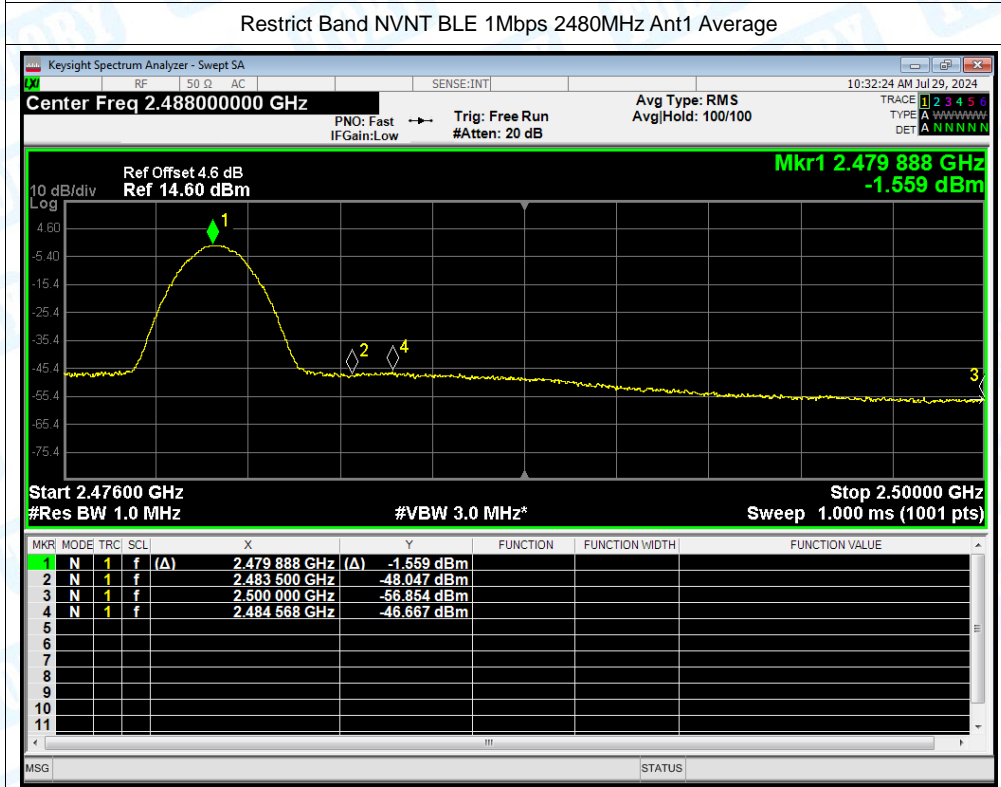 Restrict Band NVNT BLE 1Mbps 2480MHz Ant1 Average
Keysight Spectrum Analyzer - Swept SA
LXI RF 50 Ω AC SENSE:INT 10:32:24 AM Jul 29, 2024
Center Freq 2.488000000 GHz
PNO: Fast
IFGain:Low
Trig: Free Run
#Atten: 20 dB
Avg Type: RMS
Avg|Hold: 100/100
TRACE 1 2 3 4 5 6
TYPE A WWWWW
DET A N N N N N
Mkr1 2.479 888 GHz
-1.559 dBm
Ref Offset 4.6 dB
10 dB/div Ref 14.60 dBm
Log
1
4.60
-5.40
-15.4
-25.4
-35.4
2 4
-45.4
3
-55.4
-65.4
-75.4
Start 2.47600 GHz Stop 2.50000 GHz
#Res BW 1.0 MHz #VBW 3.0 MHz* Sweep 1.000 ms (1001 pts)
MKR MODE TRC SCL X Y FUNCTION FUNCTION WIDTH FUNCTION VALUE
1 N 1 f (Δ) 2.479 888 GHz (Δ) -1.559 dBm
2 N 1 f 2.483 500 GHz -48.047 dBm
3 N 1 f 2.500 000 GHz -56.854 dBm
4 N 1 f 2.484 568 GHz -46.667 dBm
5
6
7
8
9
10
11
MSG STATUS